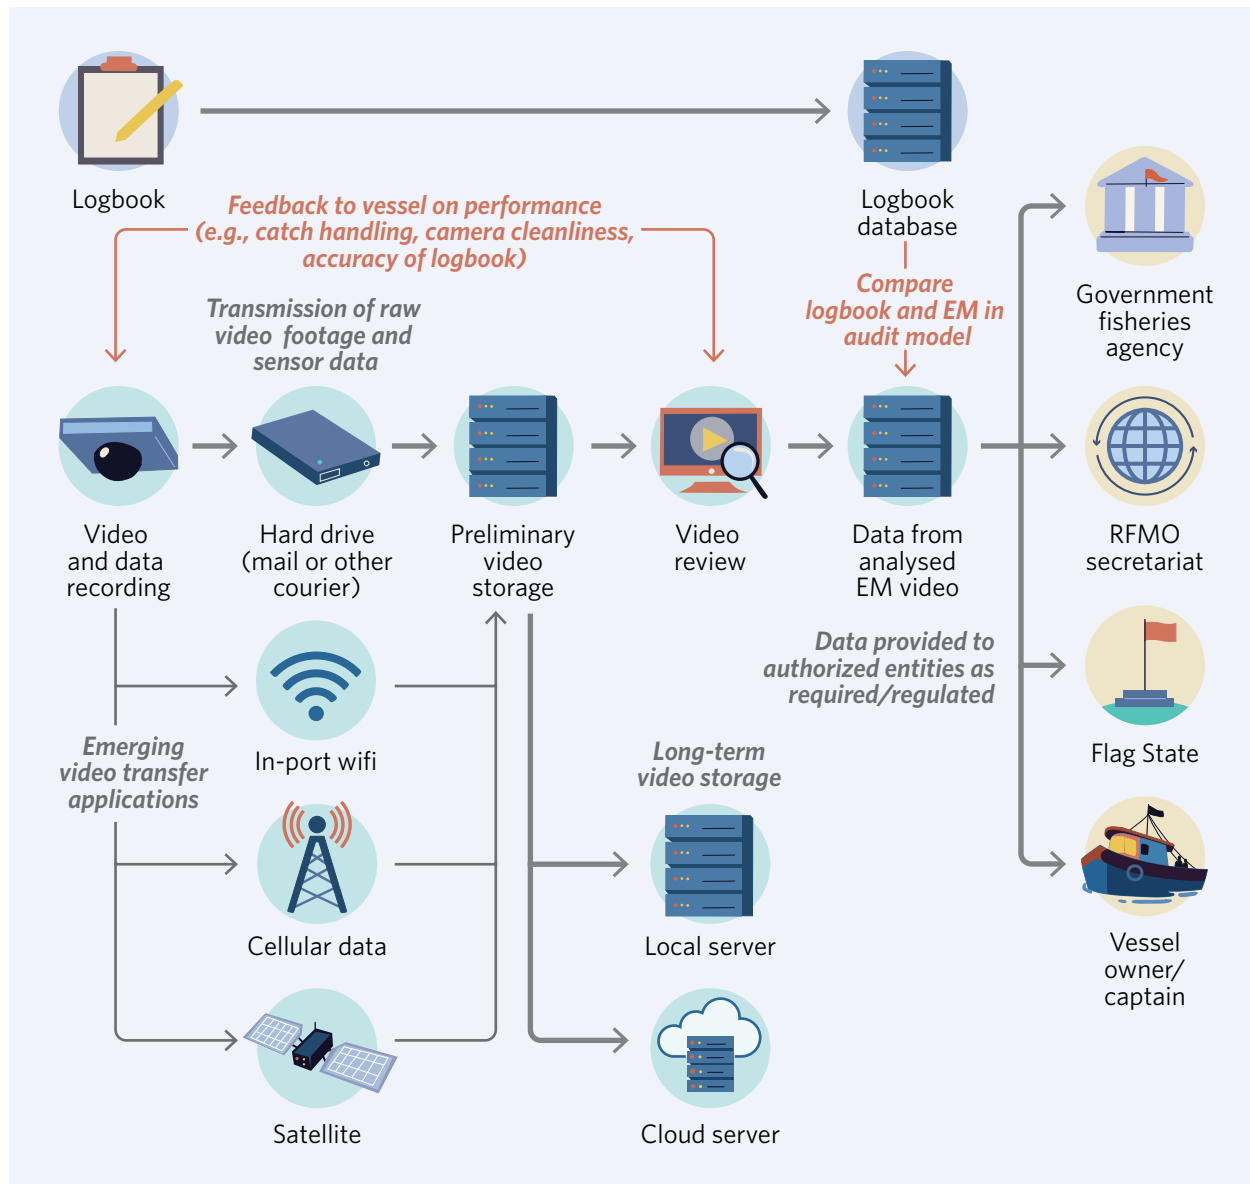 Logbook
Logbook
database
Feedback to vessel on performance
(e.g., catch handling, camera cleanliness,
accuracy of logbook)
Compare
logbook and EM in
audit model
Transmission of raw
video footage and
sensor data
Government
fisheries
agency
Video
and data
recording
Hard drive
(mail or other
courier)
Preliminary
video
storage
Video
review
Data from
analysed
EM video
RFMO
secretariat
Data provided to
authorized entities as
required/regulated
Emerging
video transfer
applications
In-port wifi
Long-term
video storage
Flag State
Cellular data
Local server
Vessel
owner/
captain
Satellite
Cloud server